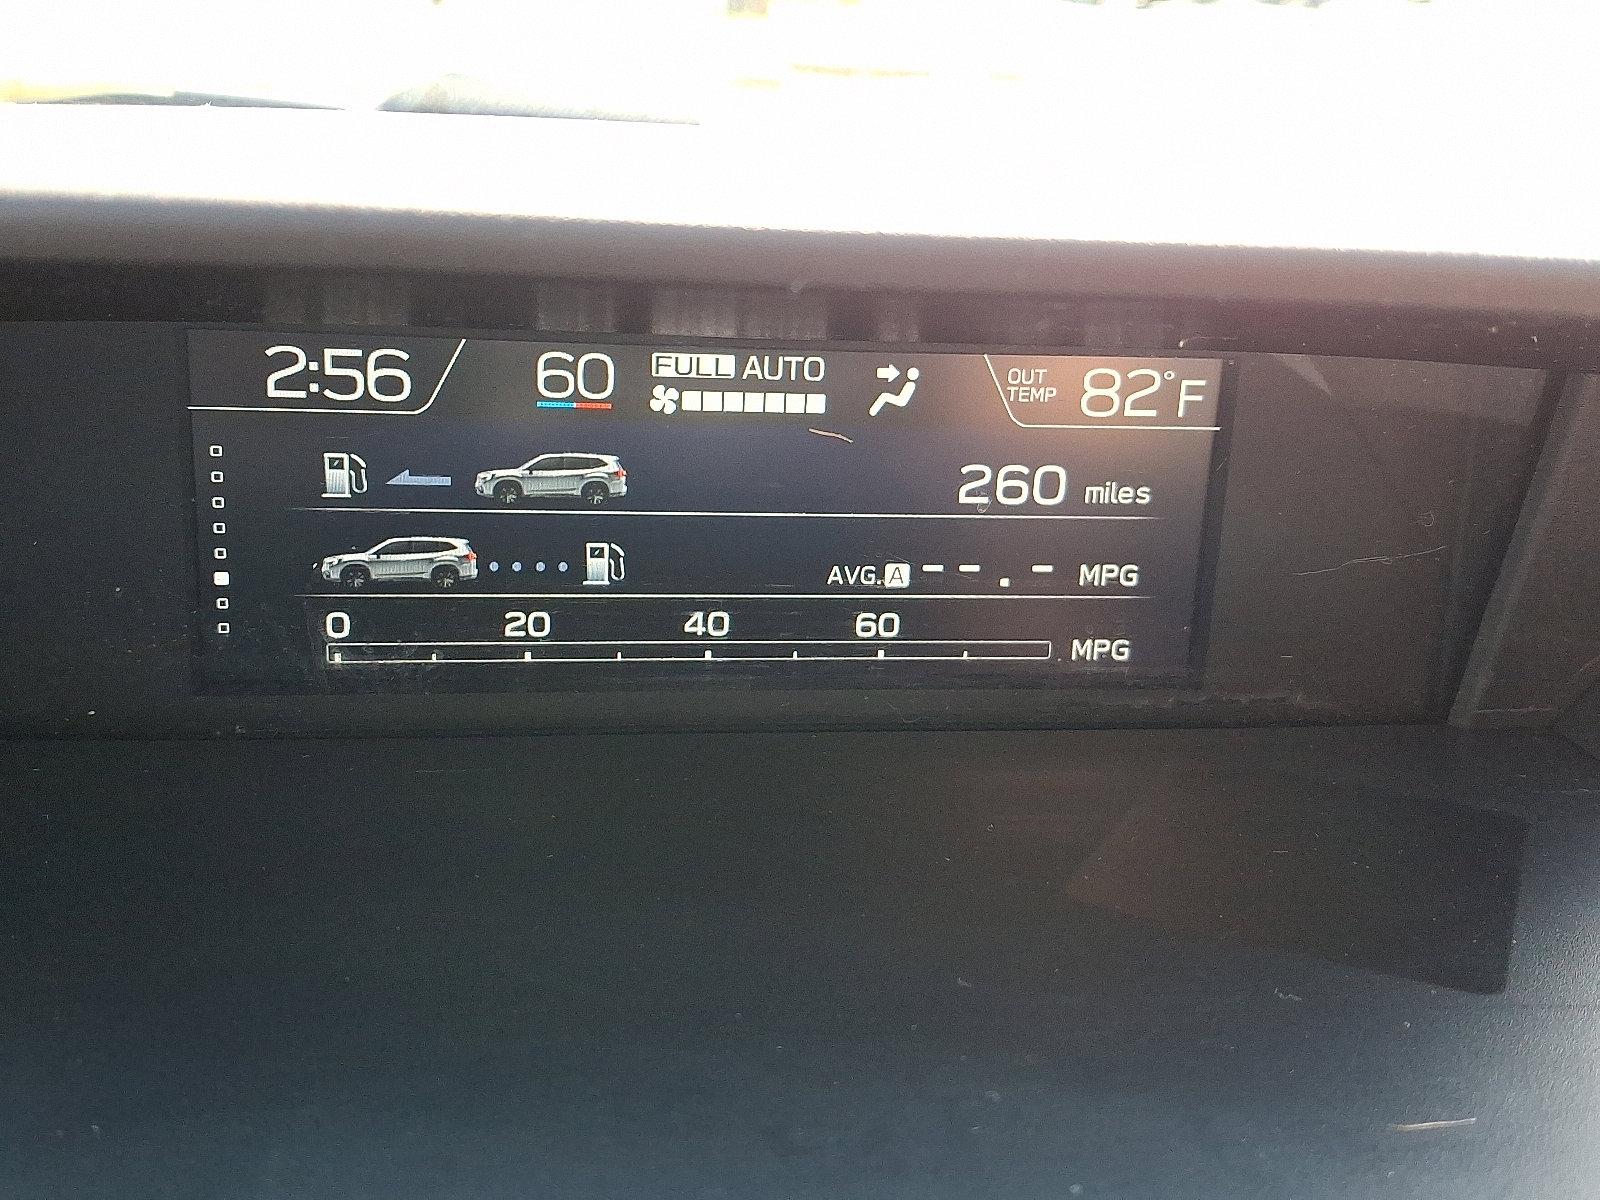 2:56 60 FULL AUTO OUT TEMP 82°F
260 miles
AVG. A --.- MPG
0 20 40 60
MPG